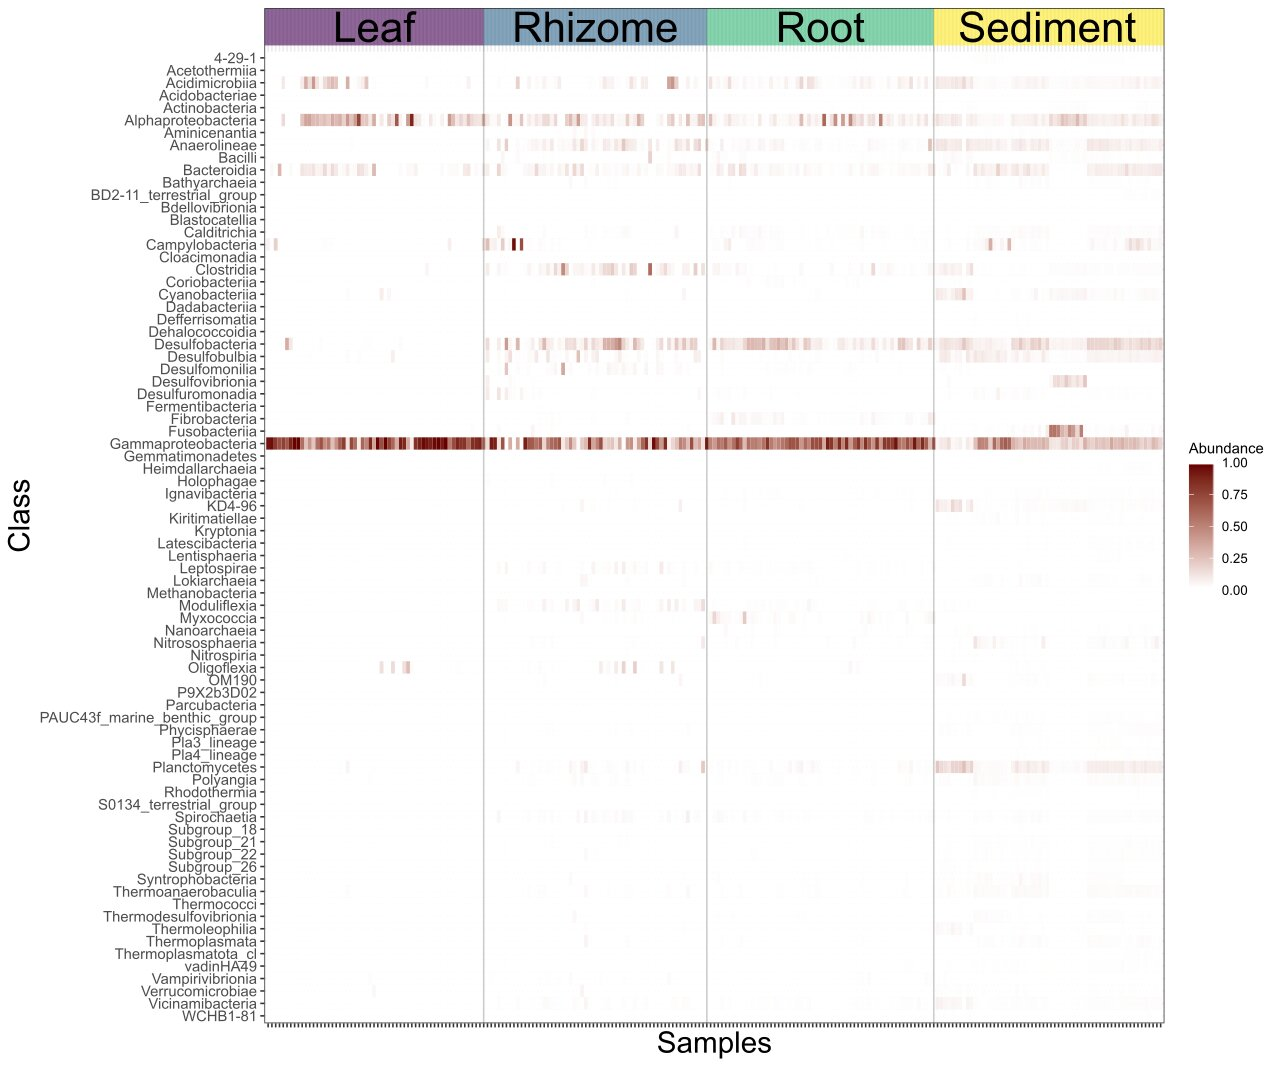 Leaf Rhizome Root Sediment
4-29-1
Acetothermiia
Acidimicrobiia
Acidobacteriae
Actinobacteria
Alphaproteobacteria
Aminicenantia
Anaerolineae
Bacilli
Bacteroidia
Bathyarchaeia
BD2-11_terrestrial_group
Bdellovibrionia
Blastocatellia
Calditrichia
Campylobacteria
Cloacimonadia
Clostridia
Coriobacteriia
Cyanobacteriia
Dadabacteriia
Defferrisomatia
Dehalococcoidia
Desulfobacteria
Desulfobulbia
Desulfomonilia
Desulfovibrionia
Desulfuromonadia
Fermentibacteria
Fibrobacteria
Fusobacteriia
Gammaproteobacteria
Gemmatimonadetes
Heimdallarchaeia
Holophagae
Ignavibacteria
KD4-96
Kiritimatiellae
Kryptonia
Latescibacteria
Lentisphaeria
Leptospirae
Lokiarchaeia
Methanobacteria
Moduliflexia
Myxococcia
Nanoarchaeia
Nitrososphaeria
Nitrospiria
Oligoflexia
OM190
P9X2b3D02
Parcubacteria
PAUC43f_marine_benthic_group
Phycisphaerae
Pla3_lineage
Pla4_lineage
Planctomycetes
Polyangia
Rhodothermia
S0134_terrestrial_group
Spirochaetia
Subgroup_18
Subgroup_21
Subgroup_22
Subgroup_26
Syntrophobacteria
Thermoanaerobaculia
Thermococci
Thermodesulfovibrionia
Thermoleophilia
Thermoplasmata
Thermoplasmatota_cl
vadinHA49
Vampirivibrionia
Verrucomicrobiae
Vicinamibacteria
WCHB1-81
Class
Samples
Abundance
1.00
0.75
0.50
0.25
0.00